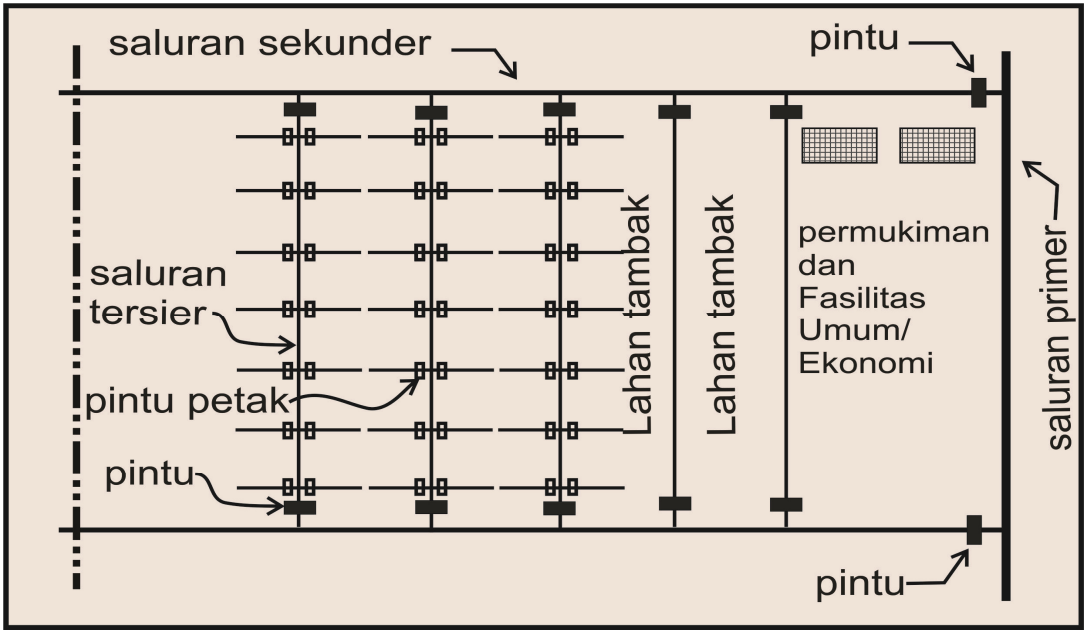 saluran sekunder
pintu
saluran
tersier
pintu petak
pintu
Lahan tambak
Lahan tambak
permukiman
dan
Fasilitas
Umum/
Ekonomi
saluran primer
pintu